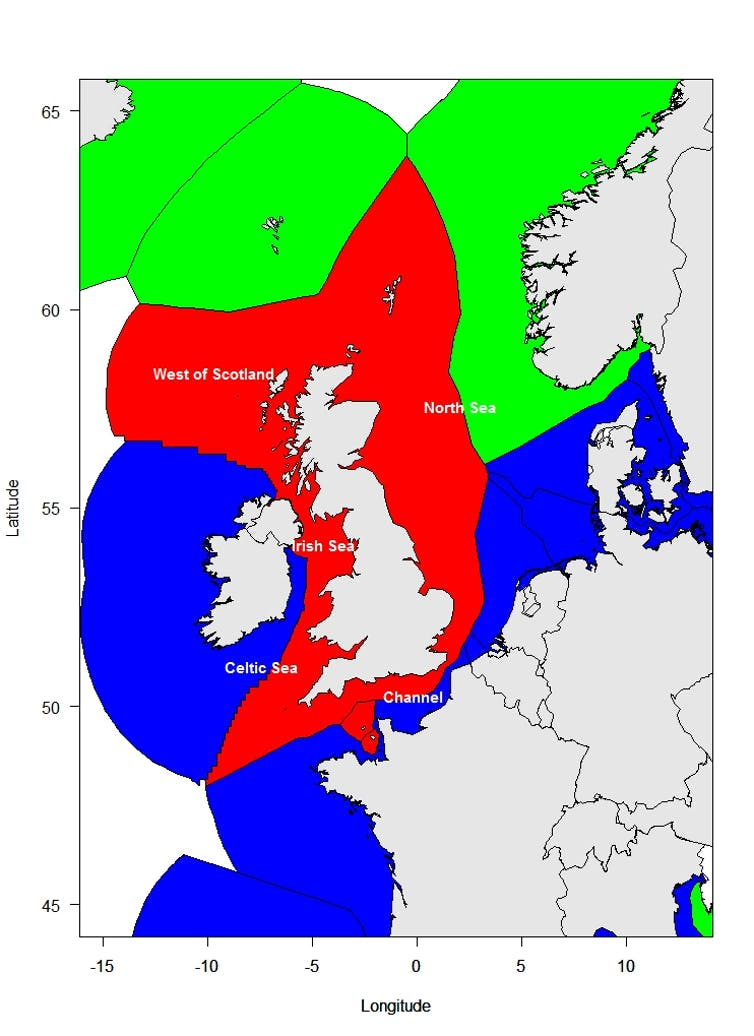 65
60
55
50
45
Latitude
West of Scotland
North Sea
Irish Sea
Celtic Sea
Channel
-15 -10 -5 0 5 10
Longitude